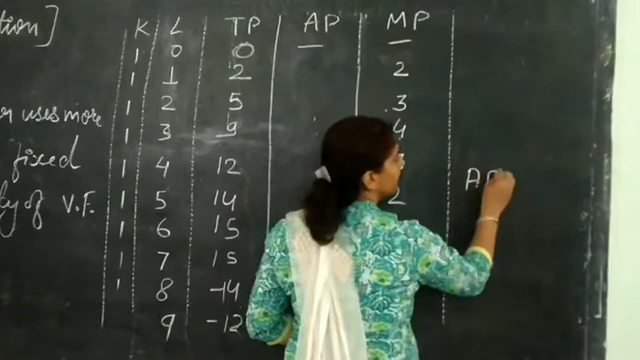 tion]
K L TP AP MP
1 0 0
1 1 2 2
1 2 5 3
on uses more
1 3 9 4
fixed
1 4 12
1 5 14 2
ty of V.F.
1 6 15
1 7 15
1 8 -14
9 -12
AP